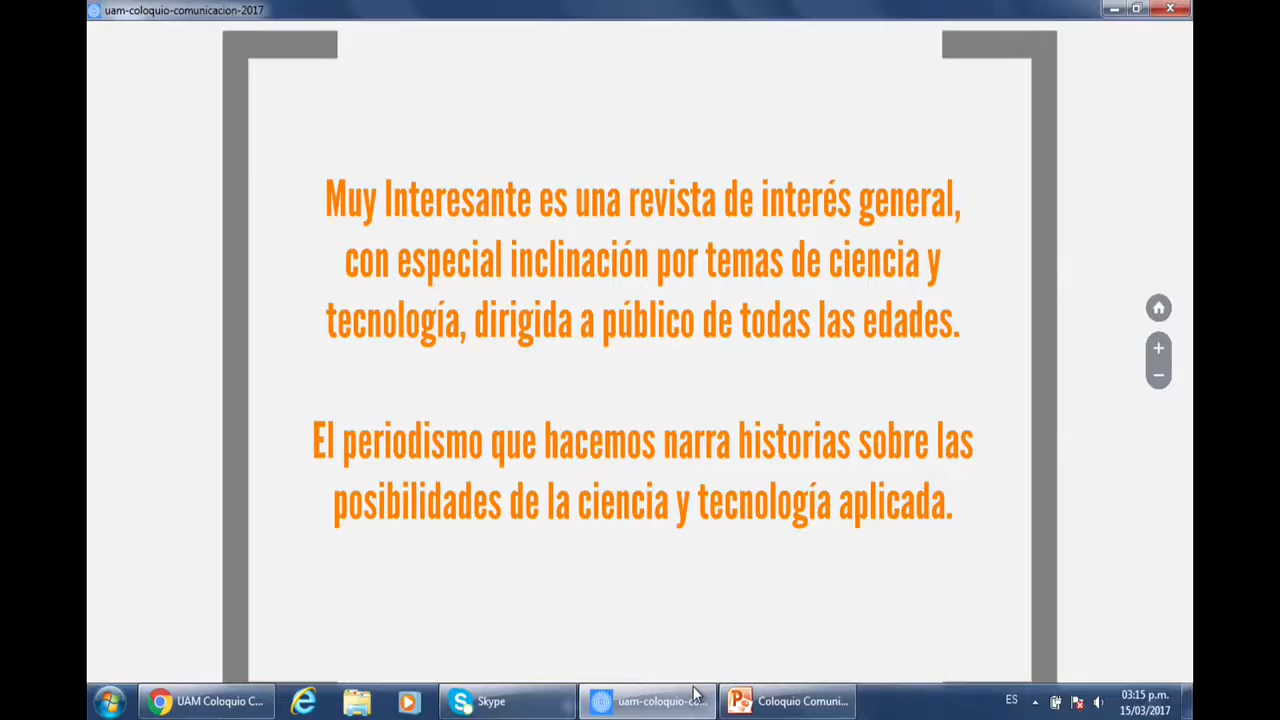 uam-coloquio-comunicacion-2017
Muy Interesante es una revista de interés general,
con especial inclinación por temas de ciencia y
tecnología, dirigida a público de todas las edades.
El periodismo que hacemos narra historias sobre las
posibilidades de la ciencia y tecnología aplicada.
UAM Coloquio C...
Skype
uam-coloquio-co...
Coloquio Comuni...
ES
03:15 p.m.
15/03/2017